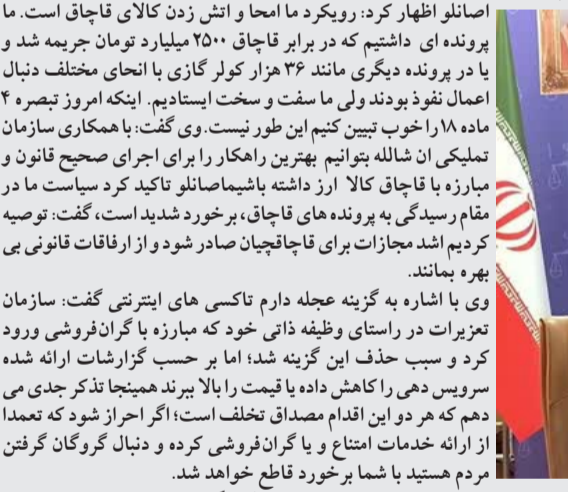 اصانلو اظهار کرد: رویکرد ما امحا و اتش زدن کالای قاچاق است. ما
پرونده ای داشتیم که در برابر قاچاق ۲۵۰۰ میلیارد تومان جریمه شد و
یا در پرونده دیگری مانند ۳۶ هزار کولر گازی با انحای مختلف دنبال
اعمال نفوذ بودند ولی ما سفت و سخت ایستادیم. اینکه امروز تبصره ۴
ماده ۱۸ را خوب تبیین کنیم این طور نیست. وی گفت: با همکاری سازمان
تملیکی ان شالله بتوانیم بهترین راهکار را برای اجرای صحیح قانون و
مبارزه با قاچاق کالا ارز داشته باشیماصانلو تاکید کرد سیاست ما در
مقام رسیدگی به پرونده های قاچاق، برخورد شدید است، گفت: توصیه
کردیم اشد مجازات برای قاچاقچیان صادر شود و از ارفاقات قانونی بی
بهره بمانند.
وی با اشاره به گزینه عجله دارم تاکسی های اینترنتی گفت: سازمان
تعزیرات در راستای وظیفه ذاتی خود که مبارزه با گران‌فروشی ورود
کرد و سبب حذف این گزینه شد؛ اما بر حسب گزارشات ارائه شده
سرویس دهی را کاهش داده یا قیمت را بالا ببرند همینجا تذکر جدی می
دهم که هر دو این اقدام مصداق تخلف است؛ اگر احراز شود که تعمدا
از ارائه خدمات امتناع و یا گران‌فروشی کرده و دنبال گروگان گرفتن
مردم هستید با شما برخورد قاطع خواهد شد.